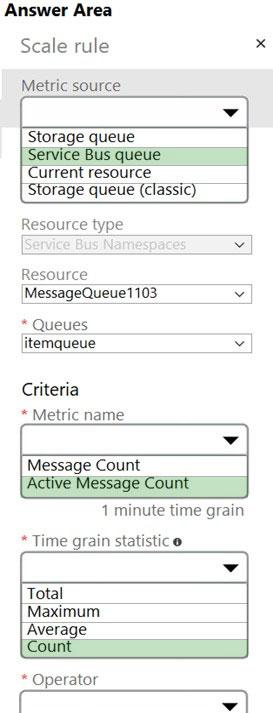 Answer Area
Scale rule ×
Metric source
Storage queue
Service Bus queue
Current resource
Storage queue (classic)
Resource type
Service Bus Namespaces
Resource
MessageQueue1103
* Queues
itemqueue
Criteria
* Metric name
Message Count
Active Message Count
1 minute time grain
* Time grain statistic
Total
Maximum
Average
Count
* Operator